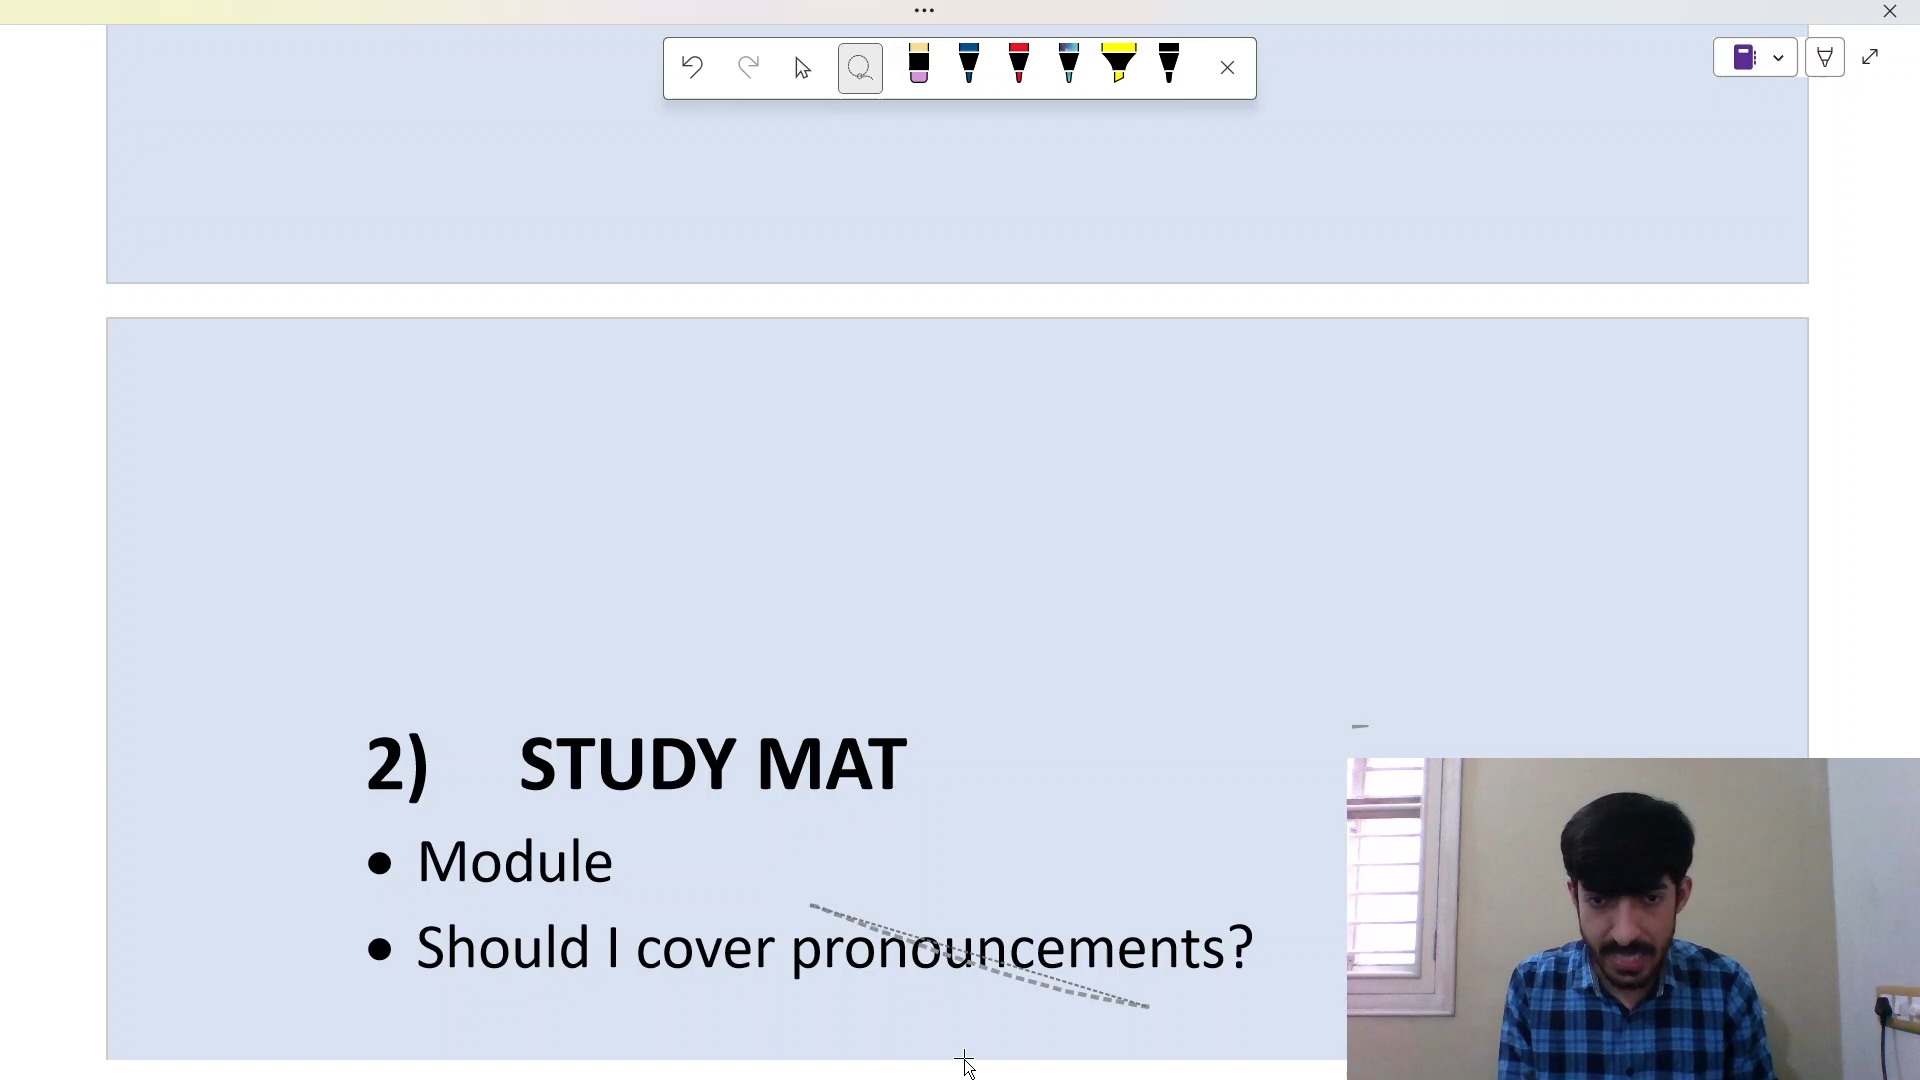 2) STUDY MAT
• Module
• Should I cover pronouncements?